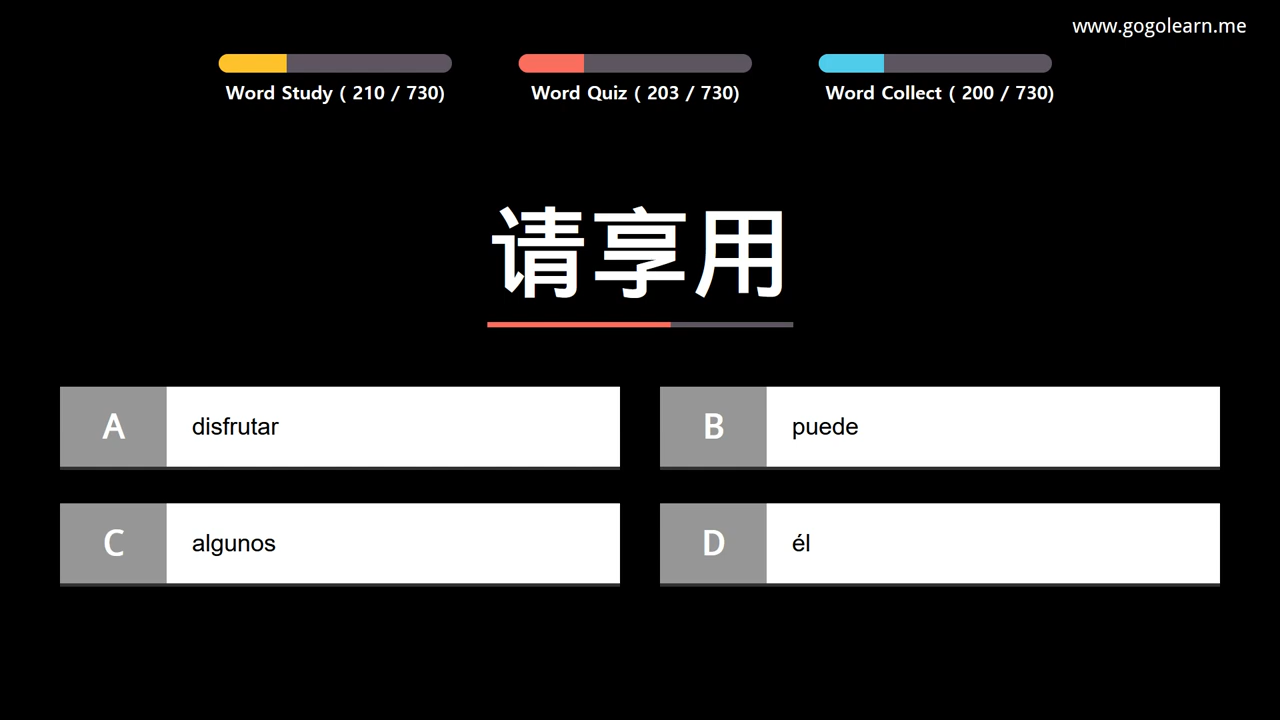 www.gogolearn.me
Word Study ( 210 / 730)
Word Quiz ( 203 / 730)
Word Collect ( 200 / 730)
请享用
A disfrutar
B puede
C algunos
D él